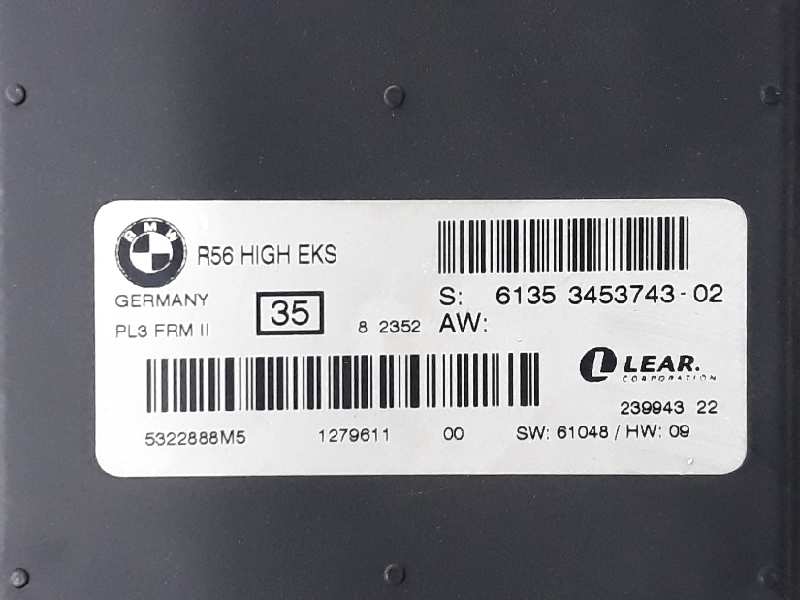 BMW
R56 HIGH EKS
GERMANY
PL3 FRM II
35
8 2352
S: 6135 3453743-02
AW:
LEAR.
CORPORATION
239943 22
5322888M5 1279611 00 SW: 61048 / HW: 09